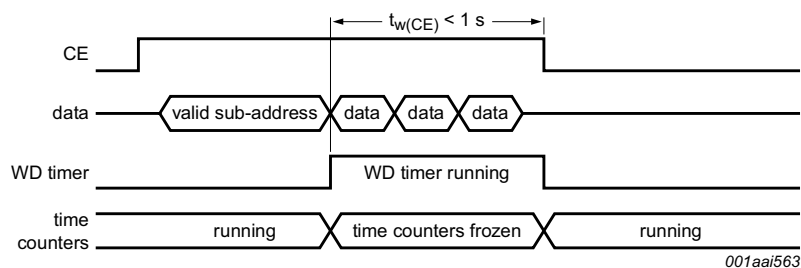 t_w(CE) < 1 s
CE
data valid sub-address data data data
WD timer WD timer running
time
counters running time counters frozen running
001aai563